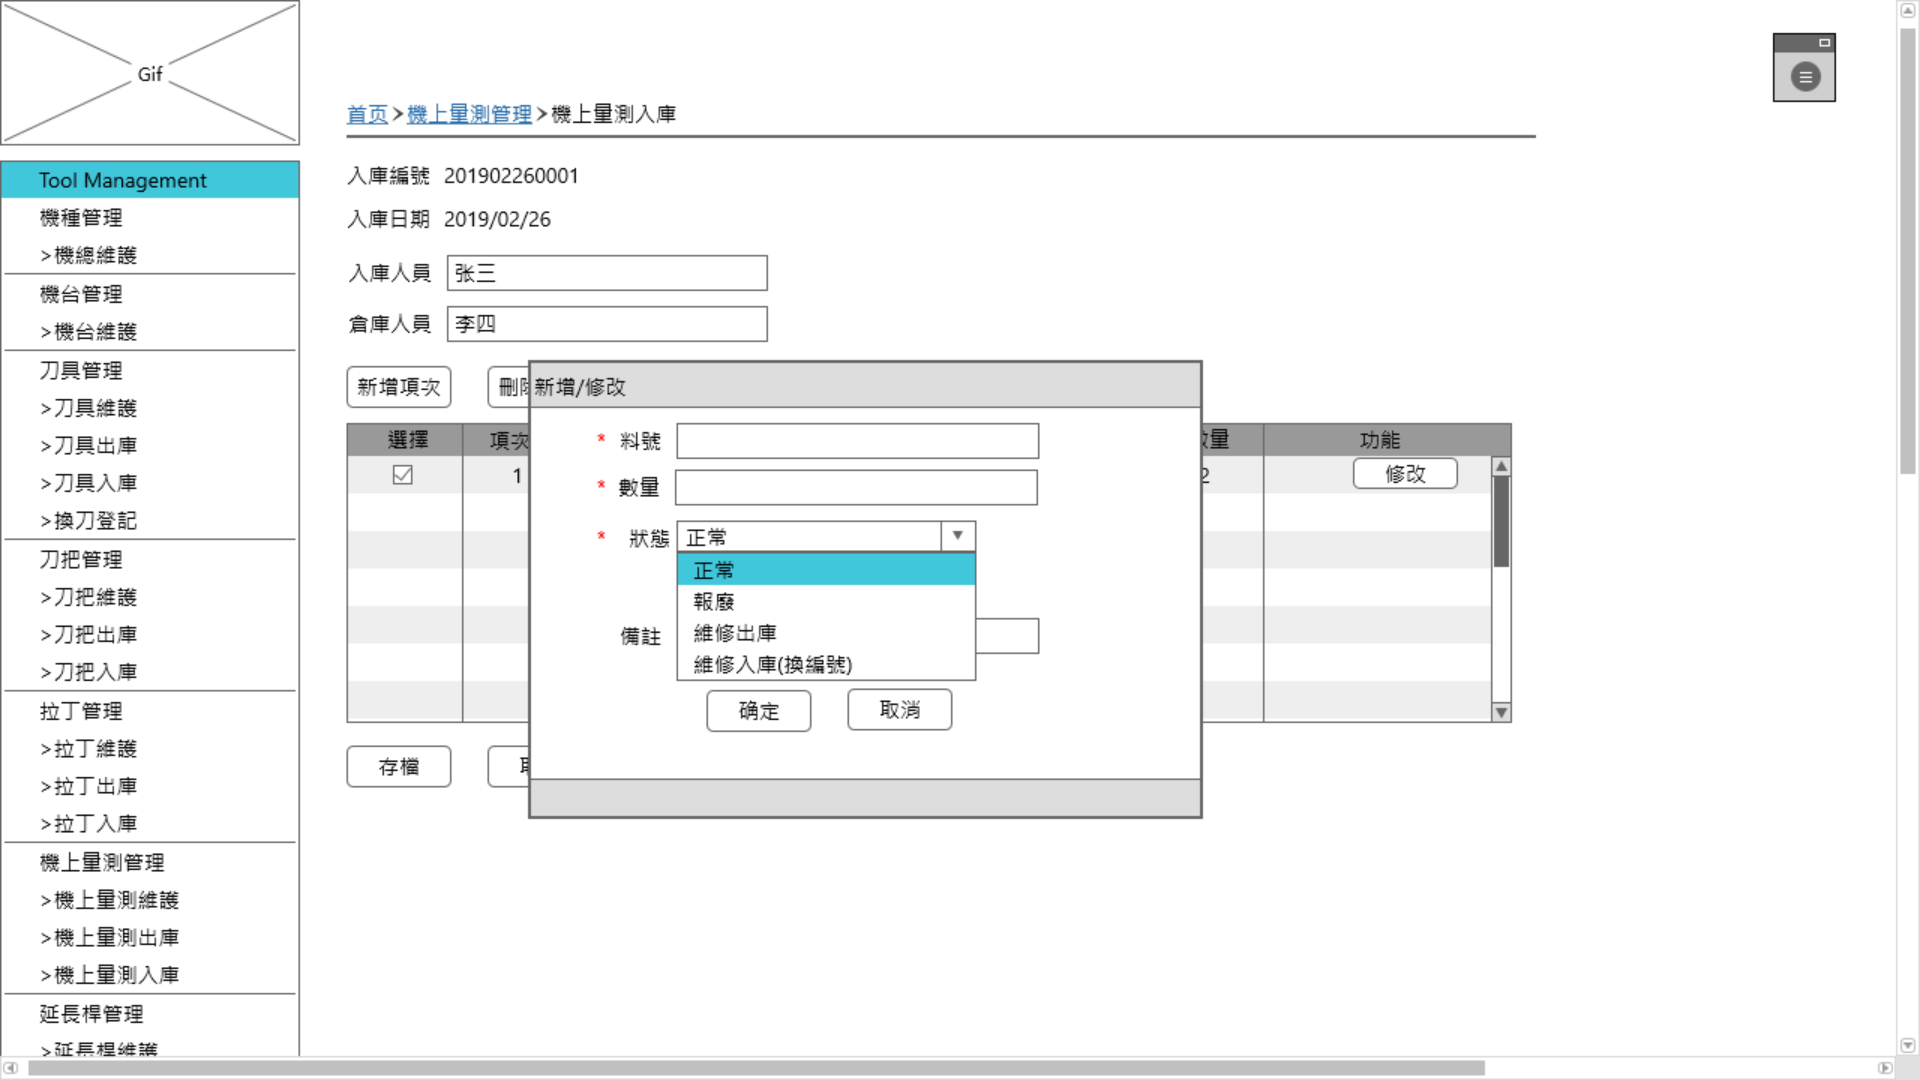 Gif
首页>機上量測管理>機上量測入庫
Tool Management
機種管理
>機總維護
機台管理
>機台維護
刀具管理
>刀具維護
>刀具出庫
>刀具入庫
>換刀登記
刀把管理
>刀把維護
>刀把出庫
>刀把入庫
拉丁管理
>拉丁維護
>拉丁出庫
>拉丁入庫
機上量測管理
>機上量測維護
>機上量測出庫
>機上量測入庫
延長桿管理
>延長桿維護
入庫編號 201902260001
入庫日期 2019/02/26
入庫人員 张三
倉庫人員 李四
新增項次
選擇 項次 量 功能
1 2 修改
新增/修改
* 料號
* 數量
* 狀態 正常
正常
報廢
維修出庫
維修入庫(換編號)
備註
确定 取消
存檔